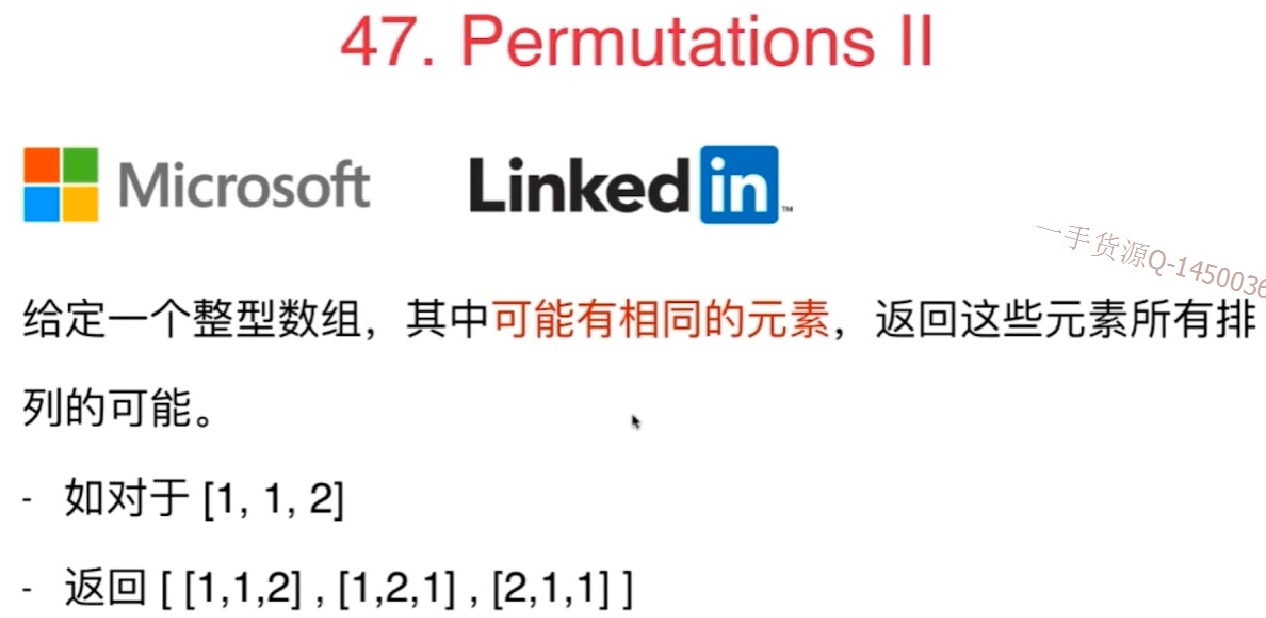 47. Permutations II
Microsoft Linked in ™
一手货源Q-1450036
给定一个整型数组，其中可能有相同的元素，返回这些元素所有排
列的可能。
- 如对于 [1, 1, 2]
- 返回 [ [1,1,2] , [1,2,1] , [2,1,1] ]